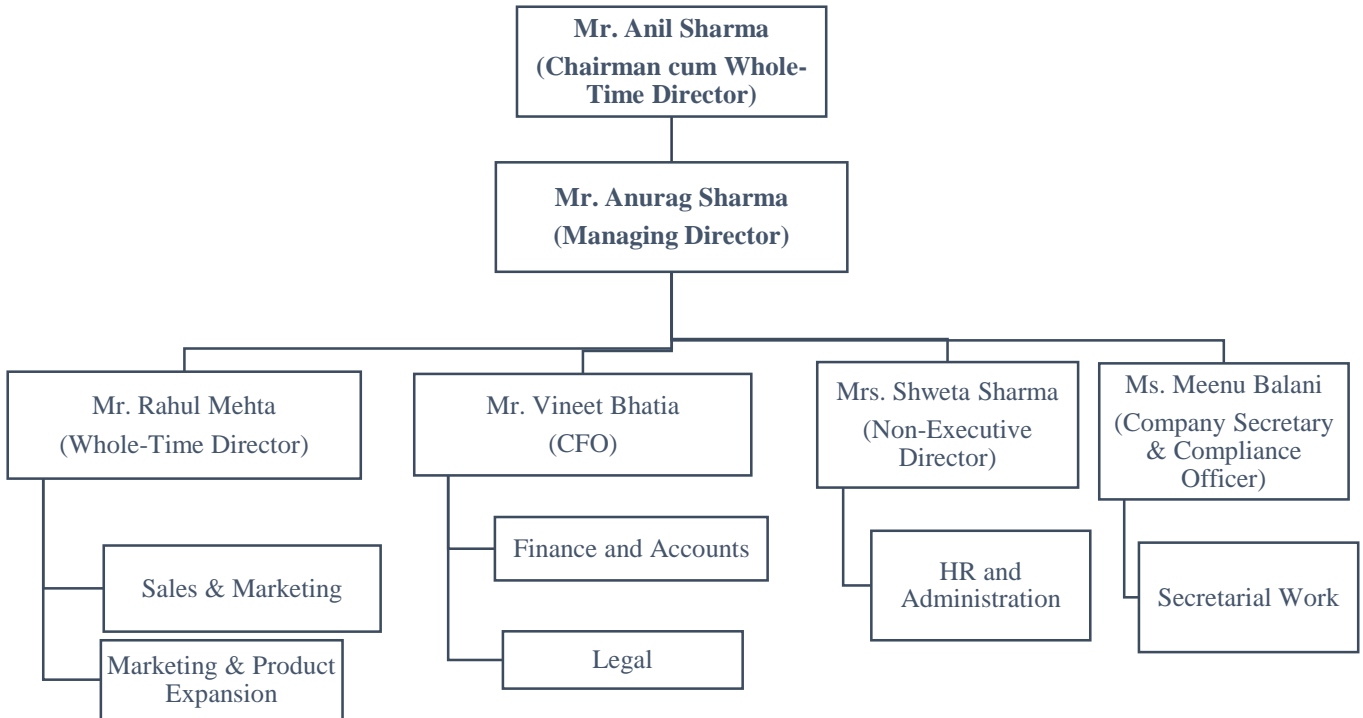 Mr. Anil Sharma
(Chairman cum Whole-
Time Director)
Mr. Anurag Sharma
(Managing Director)
Mr. Rahul Mehta
(Whole-Time Director)
Mr. Vineet Bhatia
(CFO)
Mrs. Shweta Sharma
(Non-Executive
Director)
Ms. Meenu Balani
(Company Secretary
& Compliance
Officer)
Sales & Marketing
Marketing & Product
Expansion
Finance and Accounts
Legal
HR and
Administration
Secretarial Work